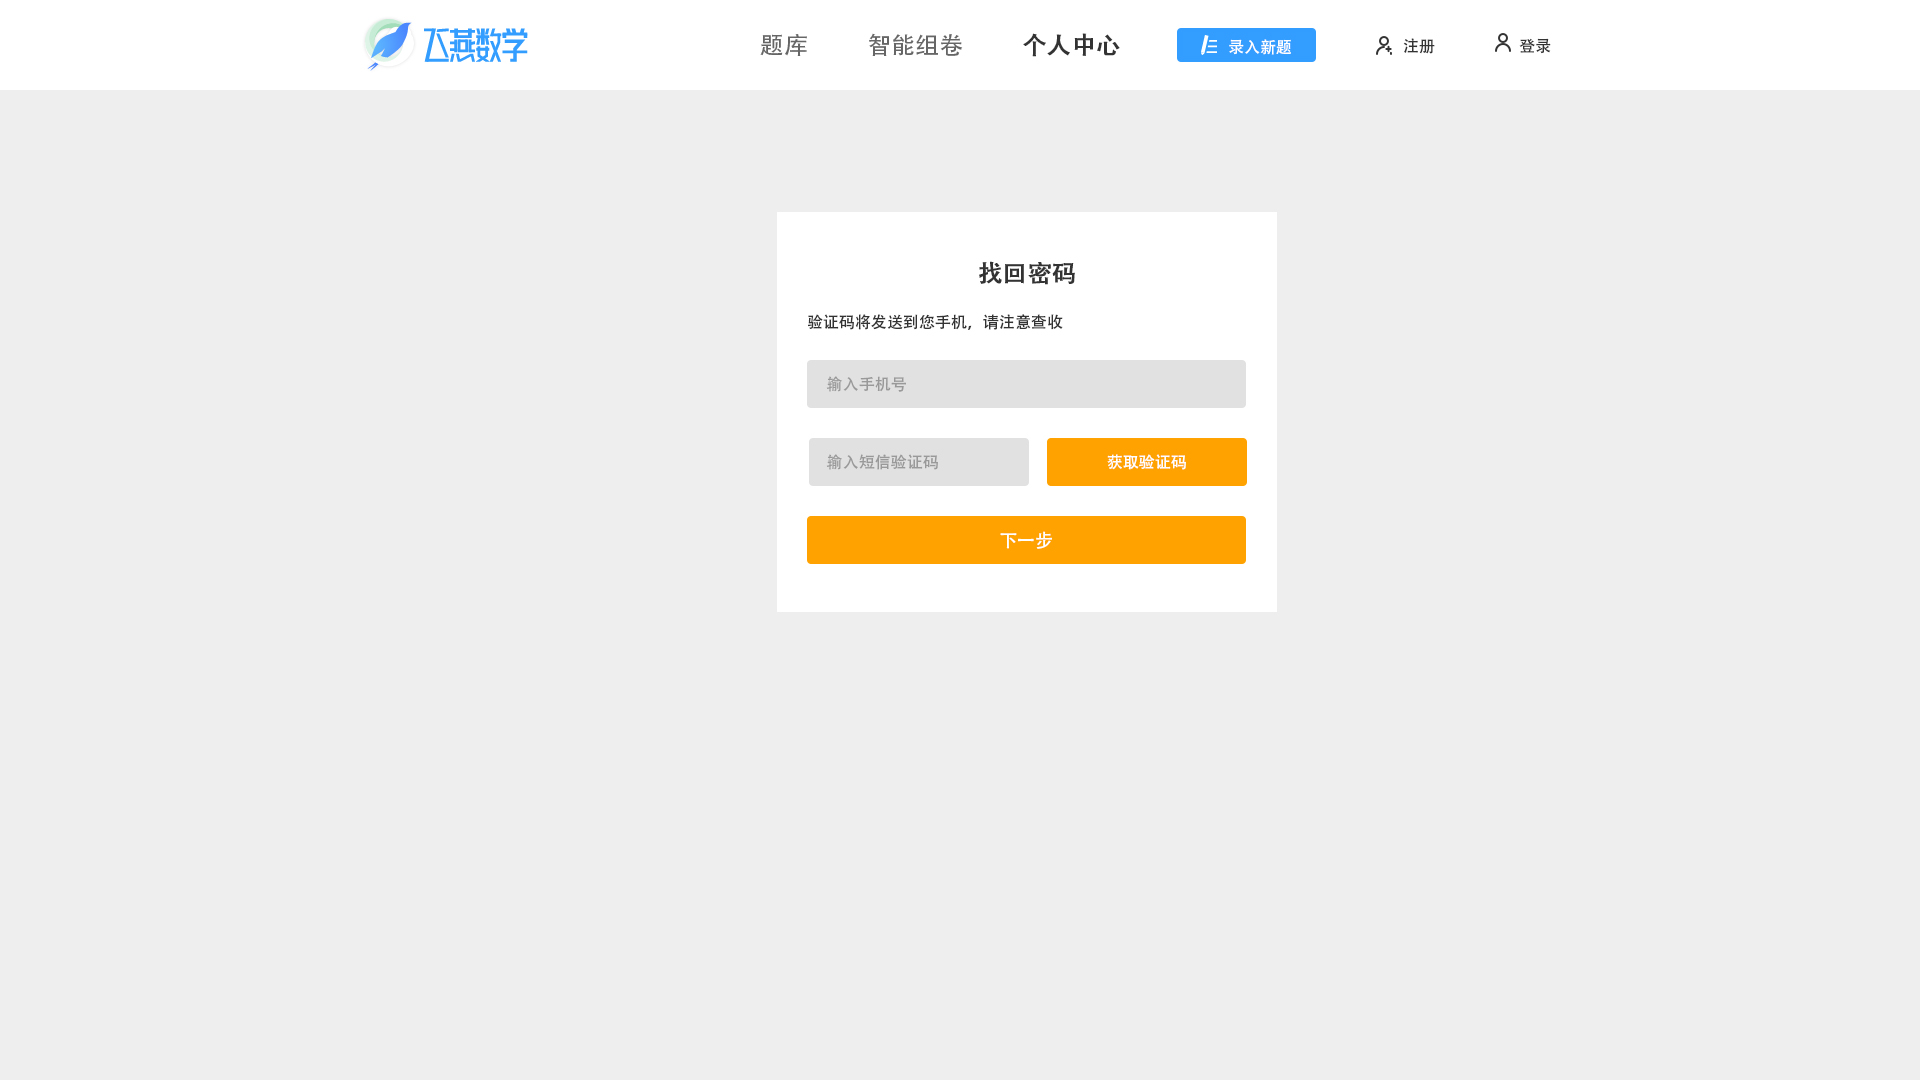 飞燕数学 题库 智能组卷 个人中心 录入新题 注册 登录
找回密码
验证码将发送到您手机，请注意查收
输入手机号
输入短信验证码 获取验证码
下一步